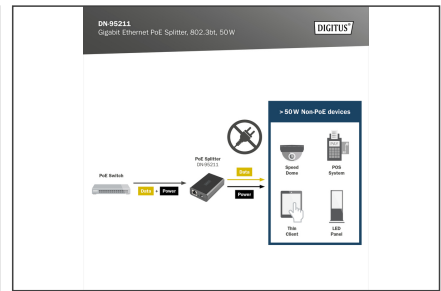 DN-95211
Gigabit Ethernet PoE Splitter, 802.3bt, 50 W
DIGITUS®
> 50 W Non-PoE devices
PoE Splitter
DN-95211
PoE Switch
Data + Power
Data
Power
Speed
Dome
POS
System
Thin
Client
LED
Panel